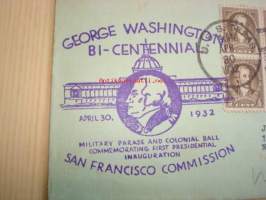 GEORGE WASHINGTON
BI-CENTENNIAL
APRIL 30, 1932
MILITARY PARADE AND COLONIAL BALL
COMMEMORATING FIRST PRESIDENTIAL
INAUGURATION
SAN FRANCISCO COMMISSION